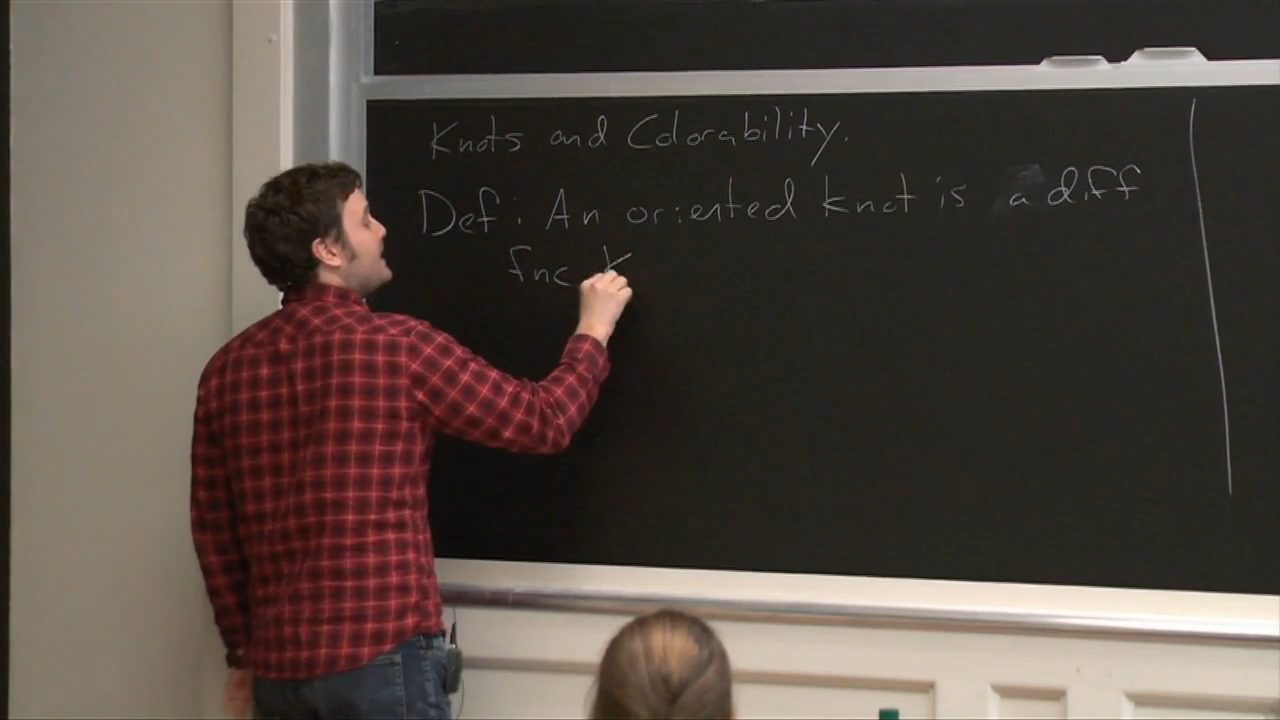 Knots and Colorability.
Def: An oriented knot is a diff
fnc K